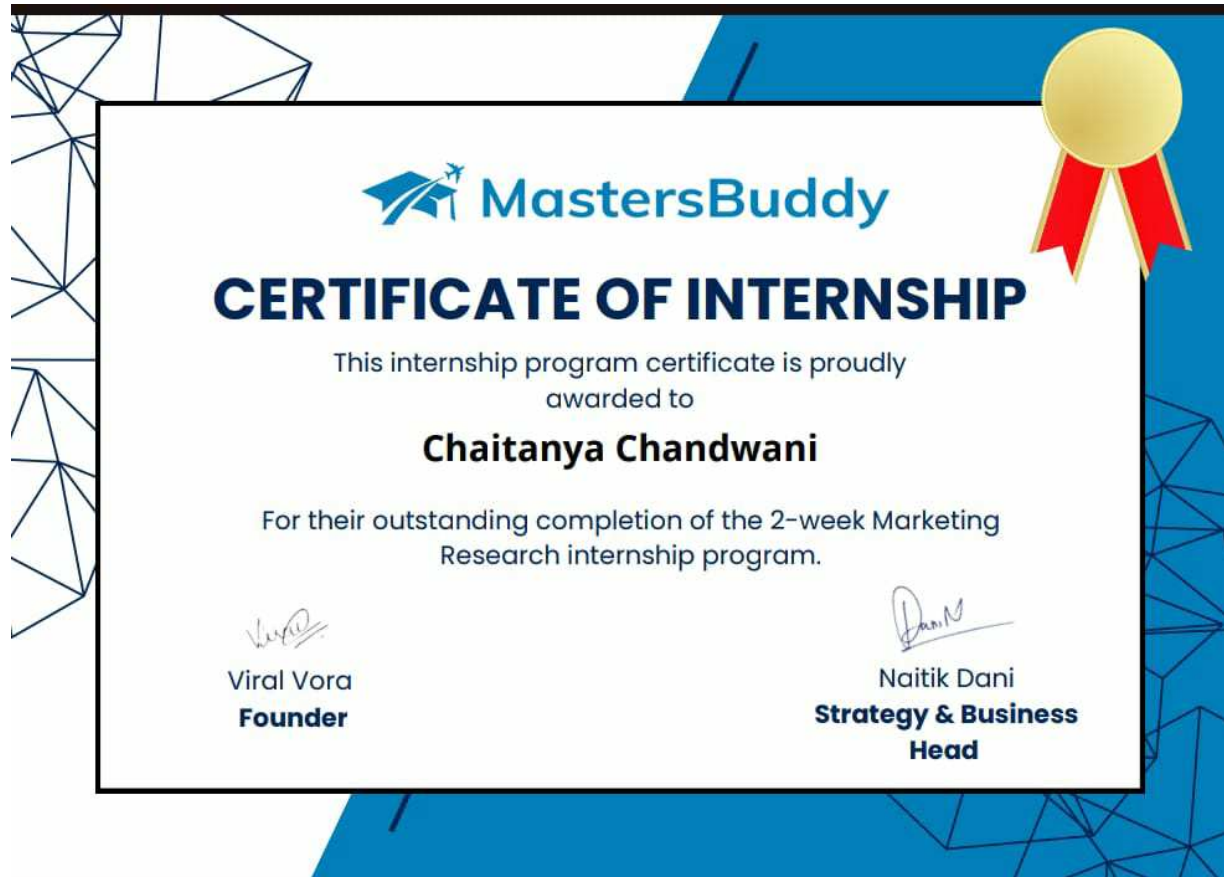 MastersBuddy
CERTIFICATE OF INTERNSHIP
This internship program certificate is proudly
awarded to
Chaitanya Chandwani
For their outstanding completion of the 2-week Marketing
Research internship program.
Viral Vora
Founder
Dani.N
Naitik Dani
Strategy & Business
Head